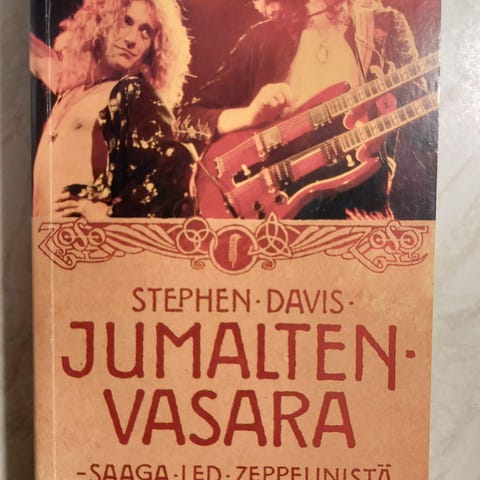 STEPHEN · DAVIS ·
JUMALTEN ·
VASARA
- SAAGA · LED · ZEPPELINISTÄ